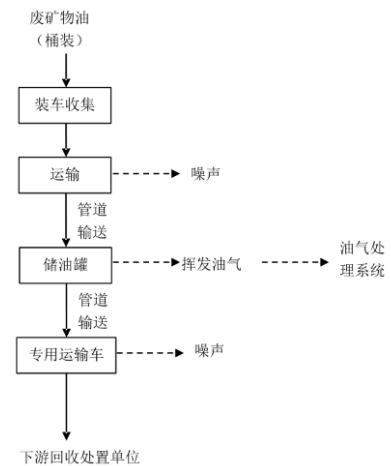 废矿物油
（桶装）
装车收集
运输
噪声
管道
输送
储油罐
挥发油气
油气处
理系统
管道
输送
专用运输车
噪声
下游回收处置单位